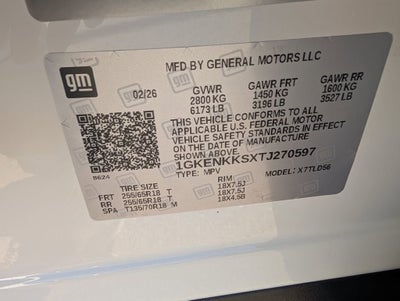 gm
MFD BY GENERAL MOTORS LLC
02/26 GVWR GAWR FRT GAWR RR
2800 KG 1450 KG 1600 KG
6173 LB 3196 LB 3527 LB
THIS VEHICLE CONFORMS TO ALL
APPLICABLE U.S. FEDERAL MOTOR
VEHICLE SAFETY STANDARDS IN EFFECT
ON THE DATE OF MANUFACTURE
SHOWN ABOVE.
1GKENKKSXTJ270597
8624 TYPE: MPV MODEL: X7TLD56
TIRE SIZE RIM
FRT 255/65R18 T 18X7.5J
RR 255/65R18 T 18X7.5J
SPA T135/70R18 M 18X4.5B